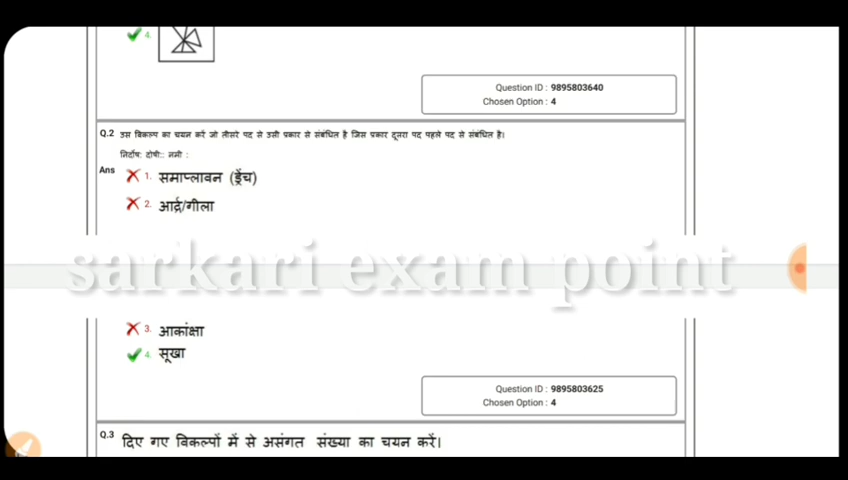 4.
Question ID : 9895803640
Chosen Option : 4
Q.2 उस विकल्प का चयन करें जो तीसरे पद से उसी प्रकार से संबंधित है जिस प्रकार दूसरा पद पहले पद से संबंधित है।
निर्दोष: दोषी:: नमी :
Ans 1. समाप्लावन (ड्रेंच)
2. आर्द्र/गीला
sarkari exam point
3. आकांक्षा
4. सूखा
Question ID : 9895803625
Chosen Option : 4
Q.3 दिए गए विकल्पों में से असंगत संख्या का चयन करें।